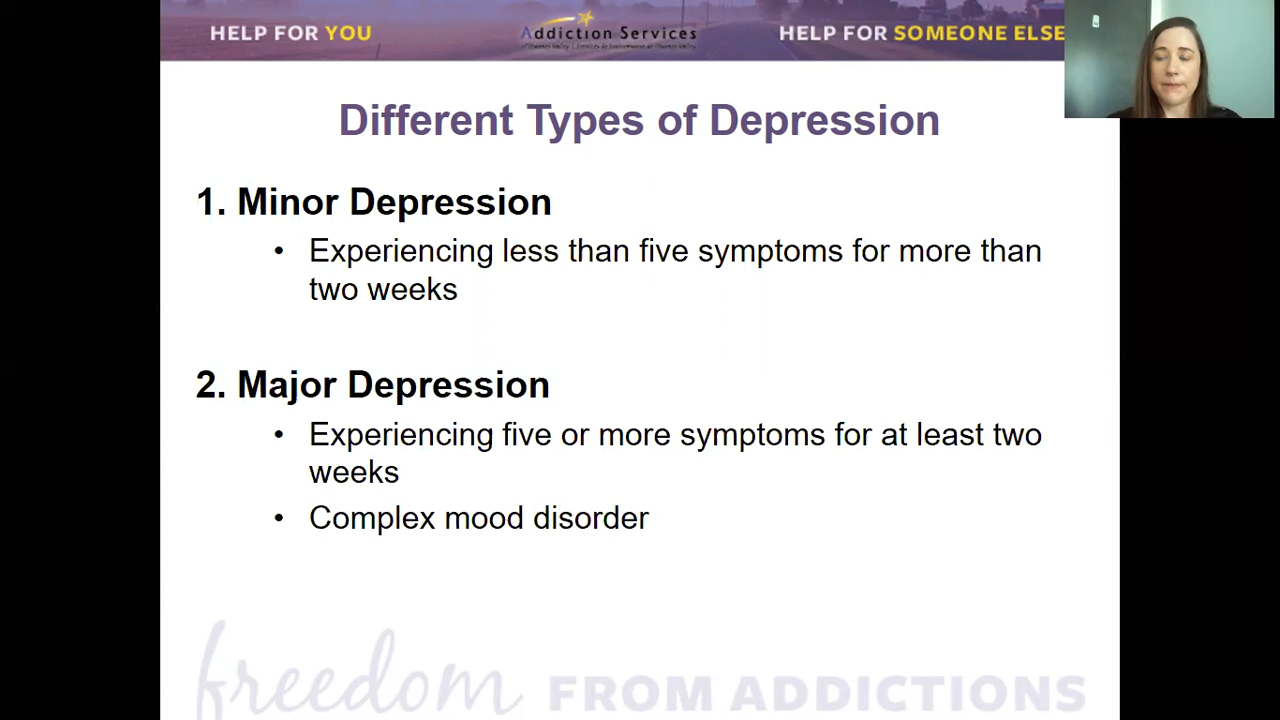 HELP FOR YOU
Addiction Services
HELP FOR SOMEONE ELSE
Different Types of Depression
1. Minor Depression
• Experiencing less than five symptoms for more than
two weeks
2. Major Depression
• Experiencing five or more symptoms for at least two
weeks
• Complex mood disorder
freedom FROM ADDICTIONS